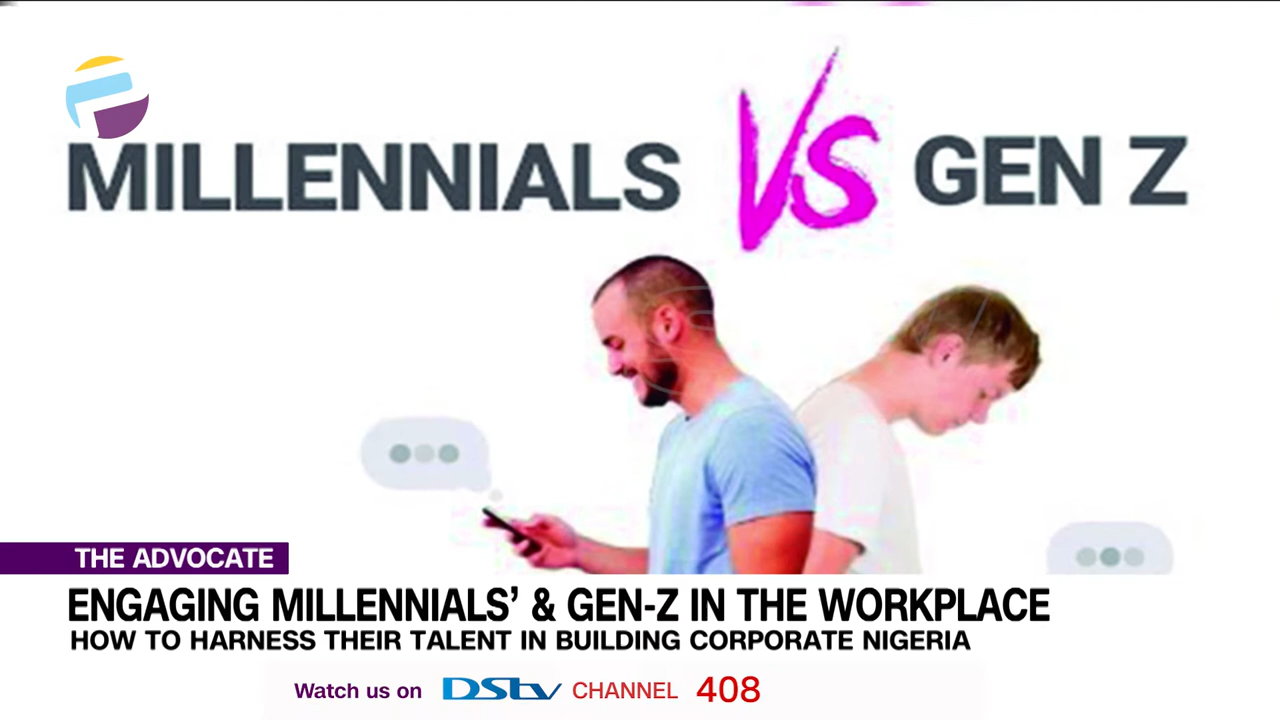 MILLENNIALS VS GEN Z
THE ADVOCATE
ENGAGING MILLENNIALS' & GEN-Z IN THE WORKPLACE
HOW TO HARNESS THEIR TALENT IN BUILDING CORPORATE NIGERIA
Watch us on DStv CHANNEL 408